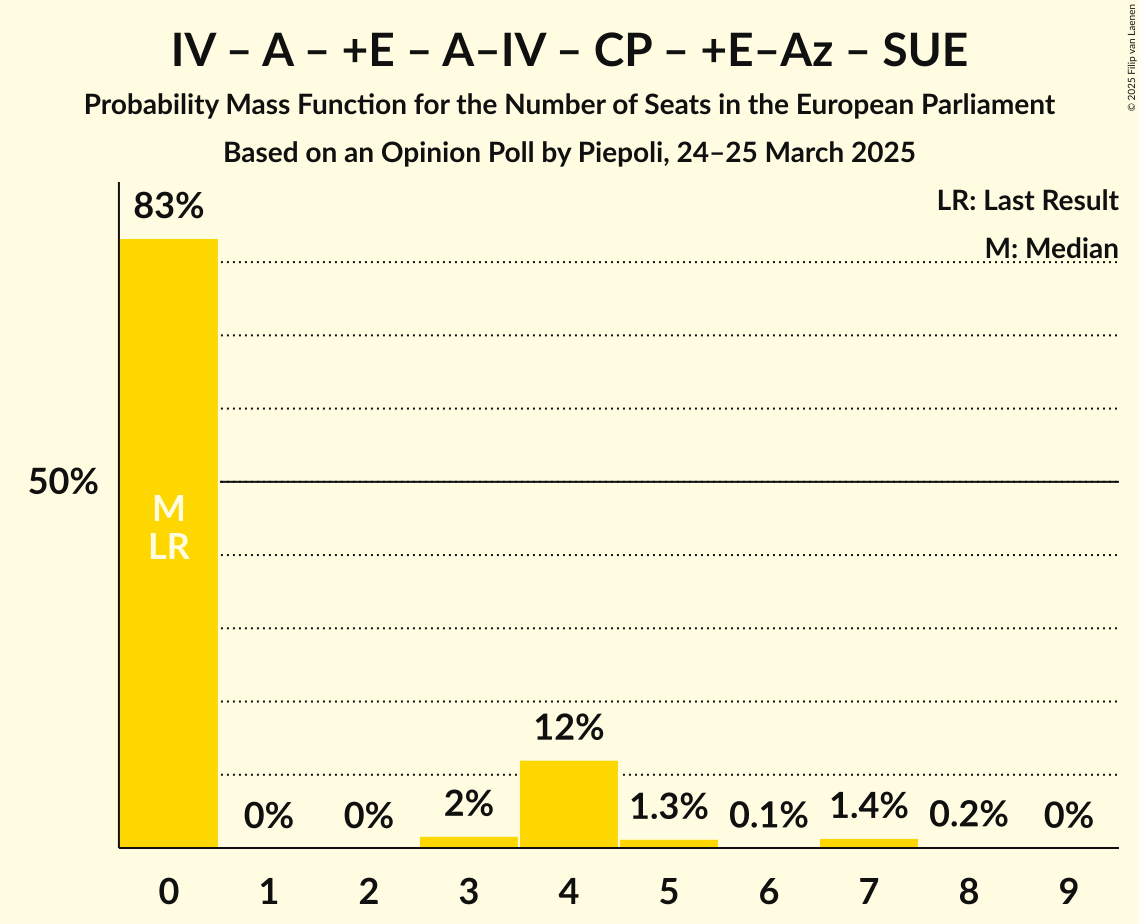 IV – A – +E – A–IV – CP – +E–Az – SUE
Probability Mass Function for the Number of Seats in the European Parliament
Based on an Opinion Poll by Piepoli, 24–25 March 2025
© 2025 Filip van Laenen
LR: Last Result
M: Median
83%
50%
M
LR
0%
0%
2%
12%
1.3%
0.1%
1.4%
0.2%
0%
0 1 2 3 4 5 6 7 8 9